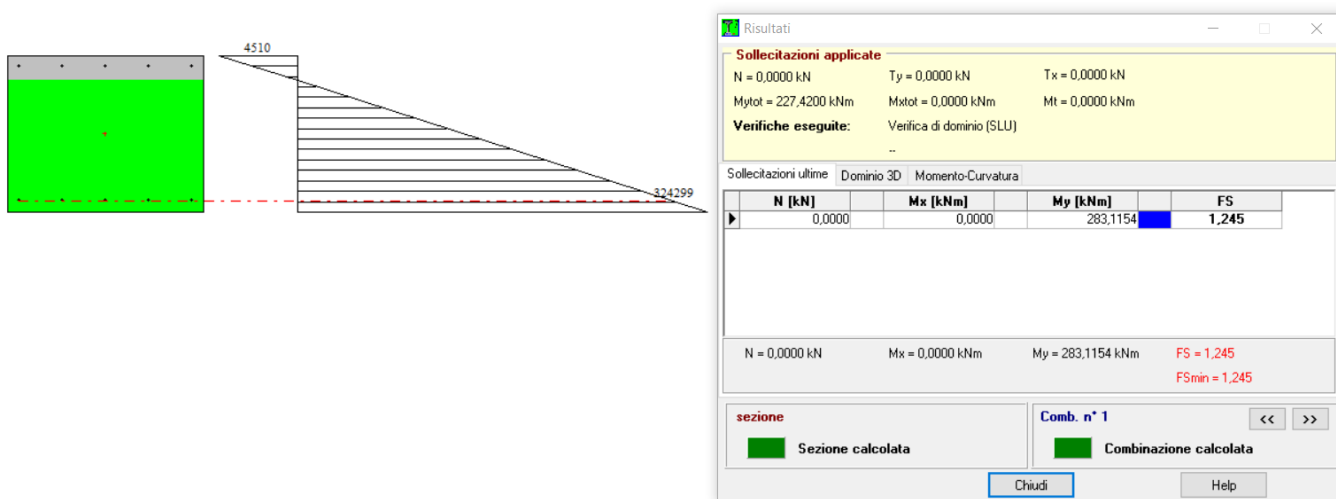 4510
324299
Risultati
Sollecitazioni applicate
N = 0,0000 kN Ty = 0,0000 kN Tx = 0,0000 kN
Mytot = 227,4200 kNm Mxtot = 0,0000 kNm Mt = 0,0000 kNm
Verifiche eseguite: Verifica di dominio (SLU)
--
Sollecitazioni ultime Dominio 3D Momento-Curvatura
N [kN] Mx [kNm] My [kNm] FS
0,0000 0,0000 283,1154 1,245
N = 0,0000 kN Mx = 0,0000 kNm My = 283,1154 kNm FS = 1,245
FSmin = 1,245
sezione Comb. n° 1 << >>
Sezione calcolata Combinazione calcolata
Chiudi Help